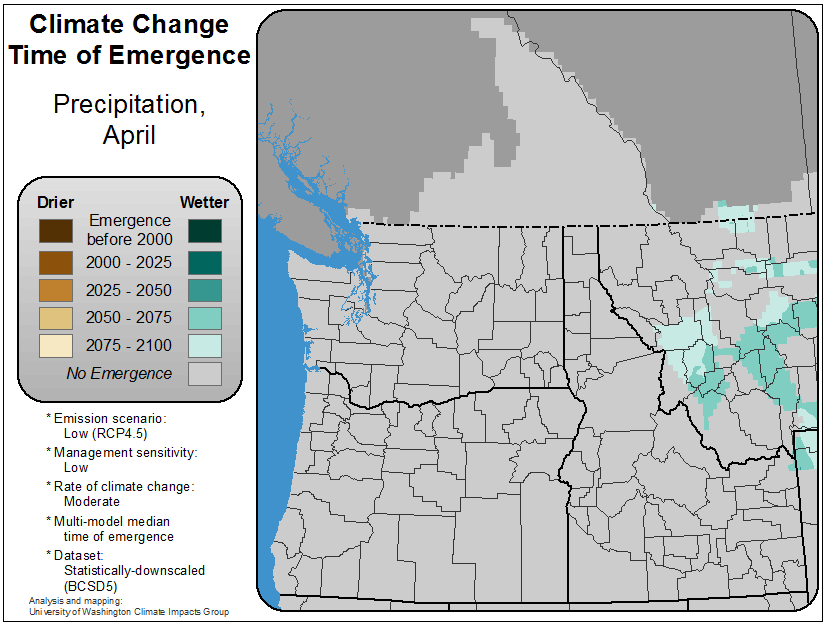 Climate Change
Time of Emergence
Precipitation,
April
Drier Wetter
Emergence
before 2000
2000 - 2025
2025 - 2050
2050 - 2075
2075 - 2100
No Emergence
* Emission scenario:
Low (RCP4.5)
* Management sensitivity:
Low
* Rate of climate change:
Moderate
* Multi-model median
time of emergence
* Dataset:
Statistically-downscaled
(BCSD5)
Analysis and mapping:
University of Washington Climate Impacts Group